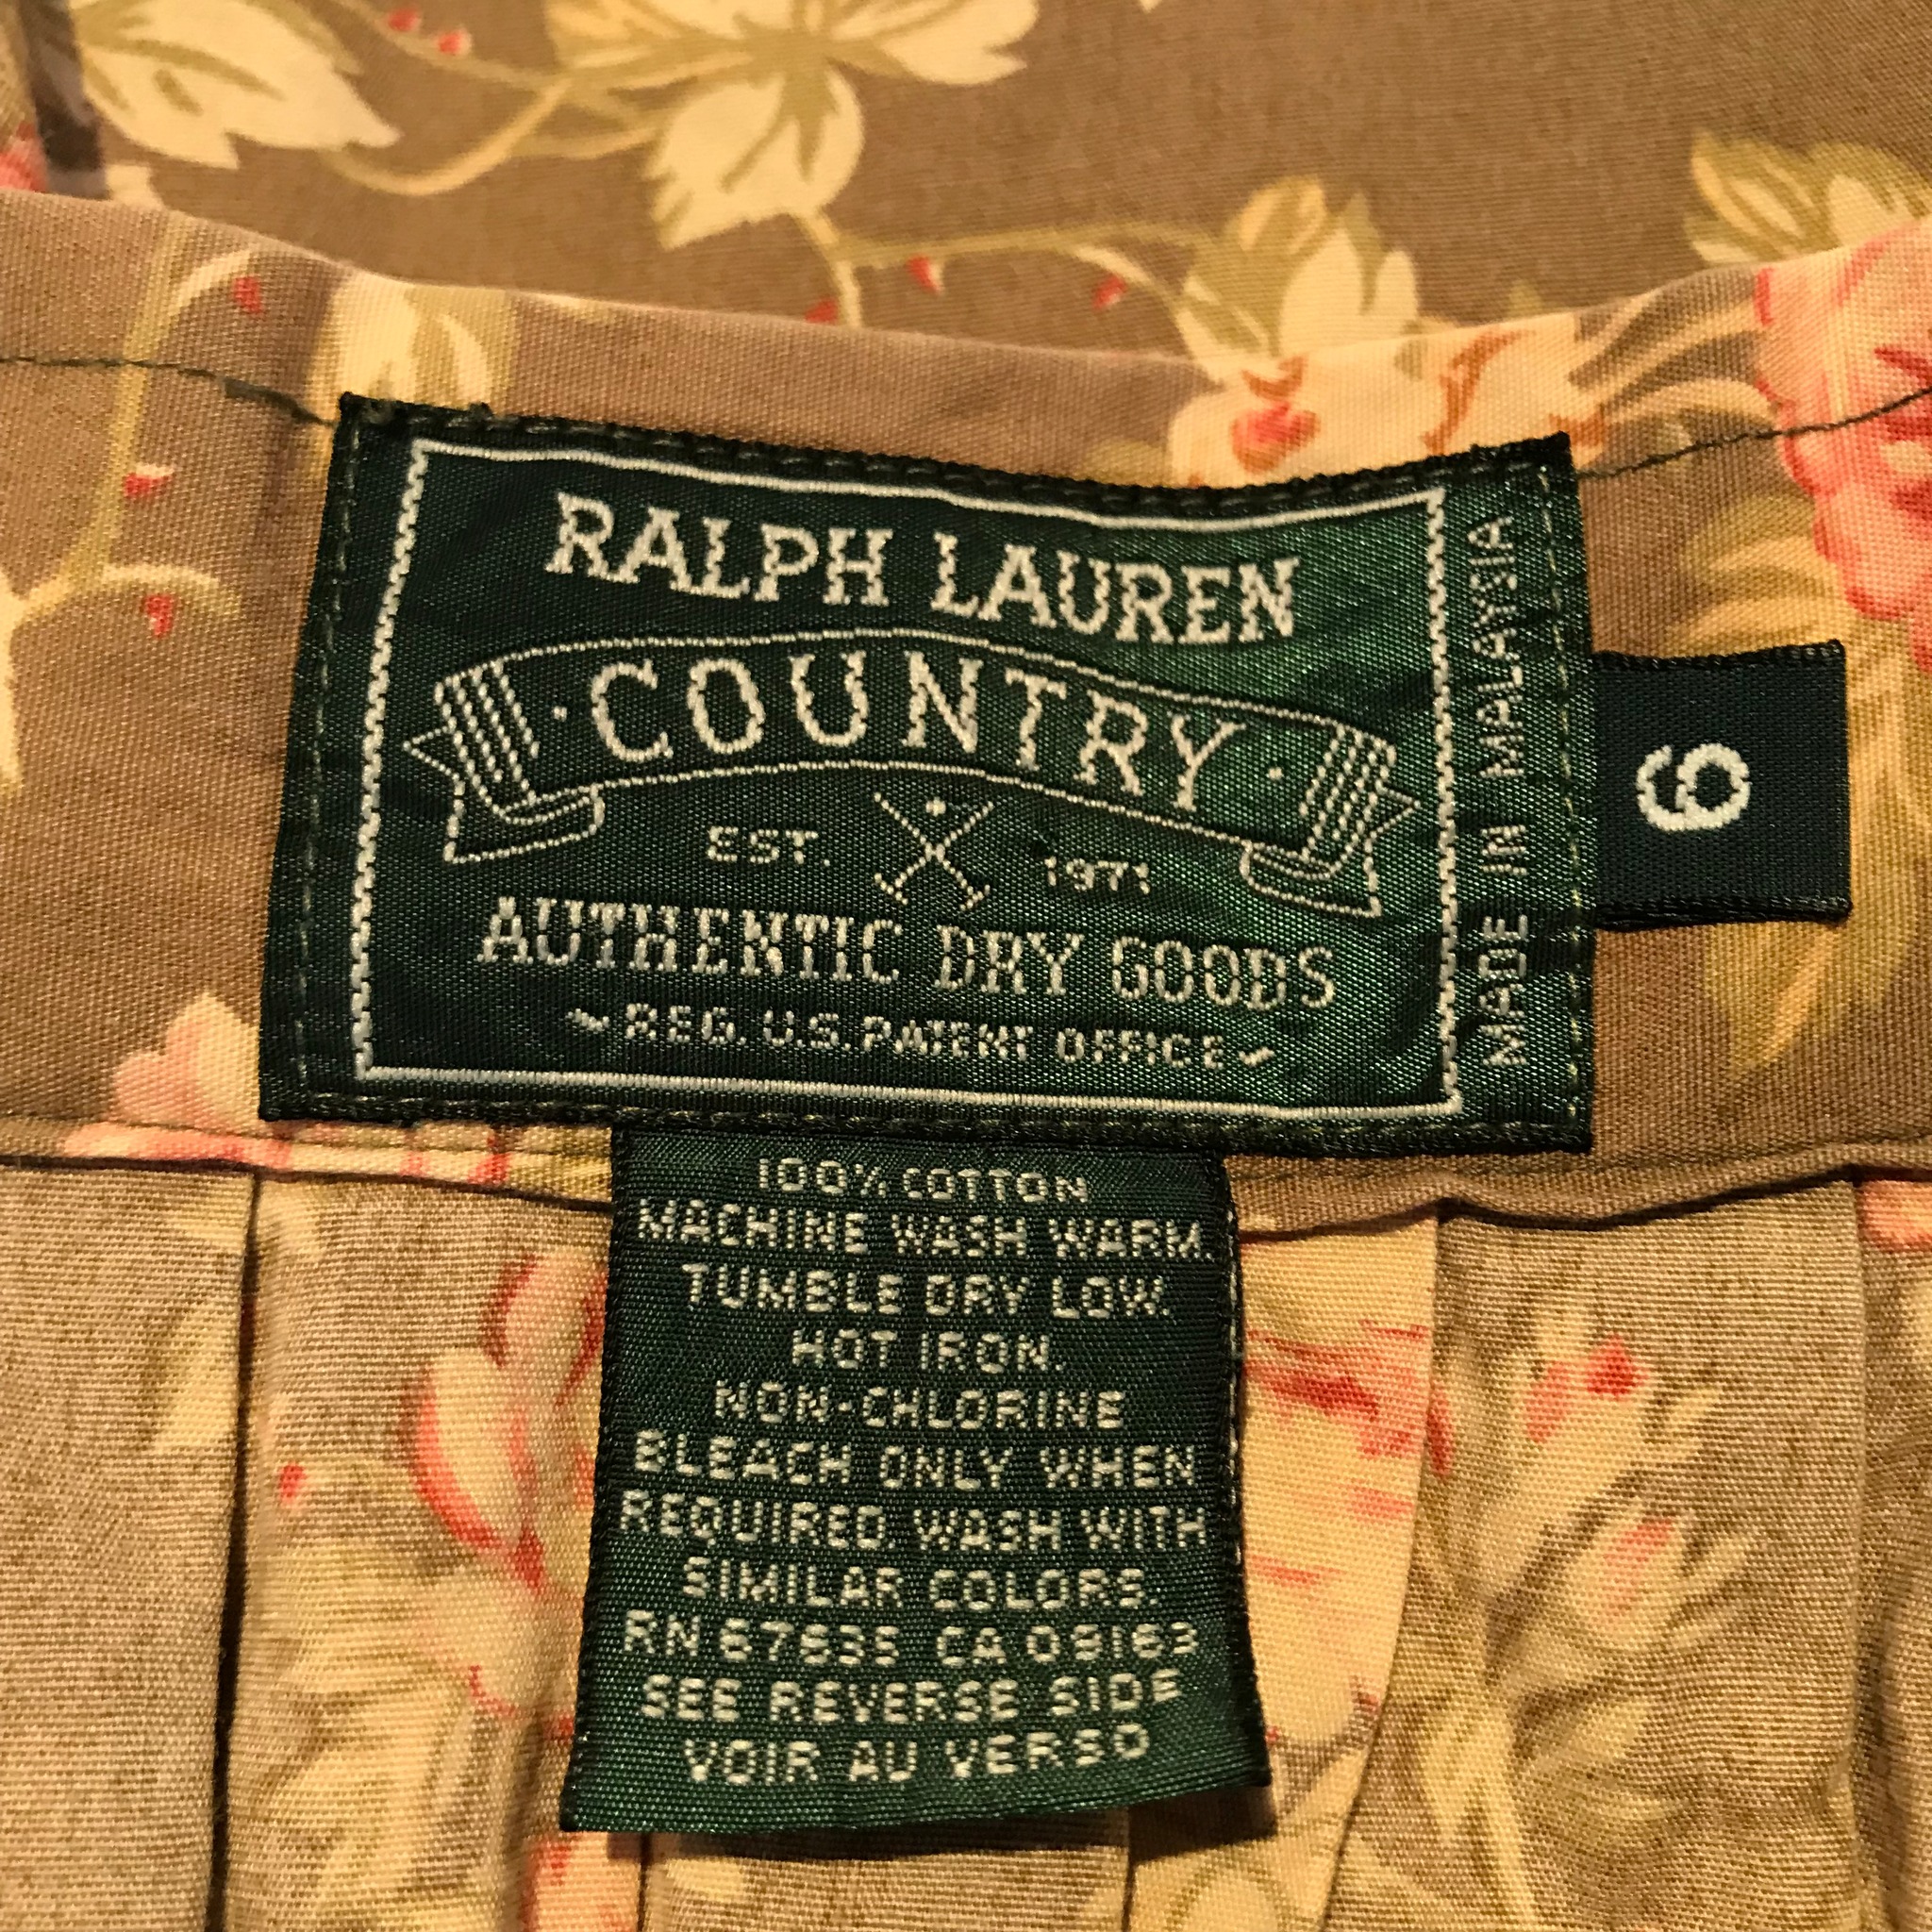 RALPH LAUREN
COUNTRY
EST. 1971
AUTHENTIC DRY GOODS
~REG. U.S. PATENT OFFICE~
MADE IN MALAYSIA
6
100% COTTON
MACHINE WASH WARM.
TUMBLE DRY LOW.
HOT IRON.
NON-CHLORINE
BLEACH ONLY WHEN
REQUIRED. WASH WITH
SIMILAR COLORS.
RN 67635 CA 09163
SEE REVERSE SIDE
VOIR AU VERSO